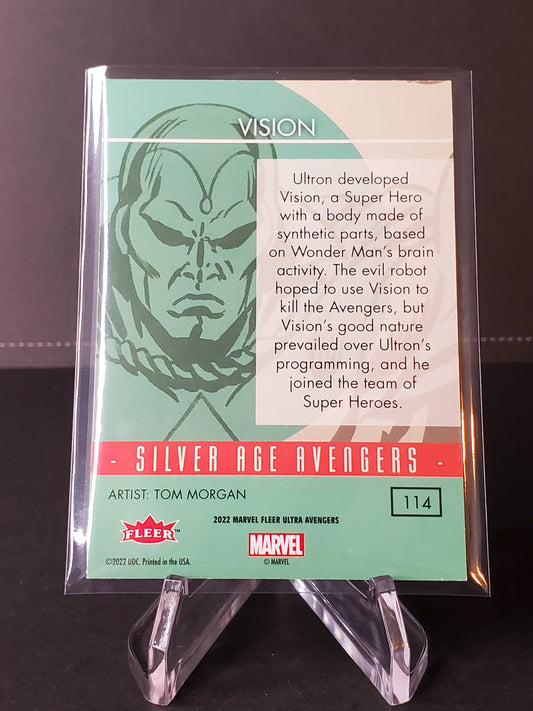 VISION
Ultron developed
Vision, a Super Hero
with a body made of
synthetic parts, based
on Wonder Man's brain
activity. The evil robot
hoped to use Vision to
kill the Avengers, but
Vision's good nature
prevailed over Ultron's
programming, and he
joined the team of
Super Heroes.
- SILVER AGE AVENGERS -
ARTIST: TOM MORGAN
114
2022 MARVEL FLEER ULTRA AVENGERS
FLEER™
MARVEL
©2022 UDC. Printed in the USA.
© MARVEL